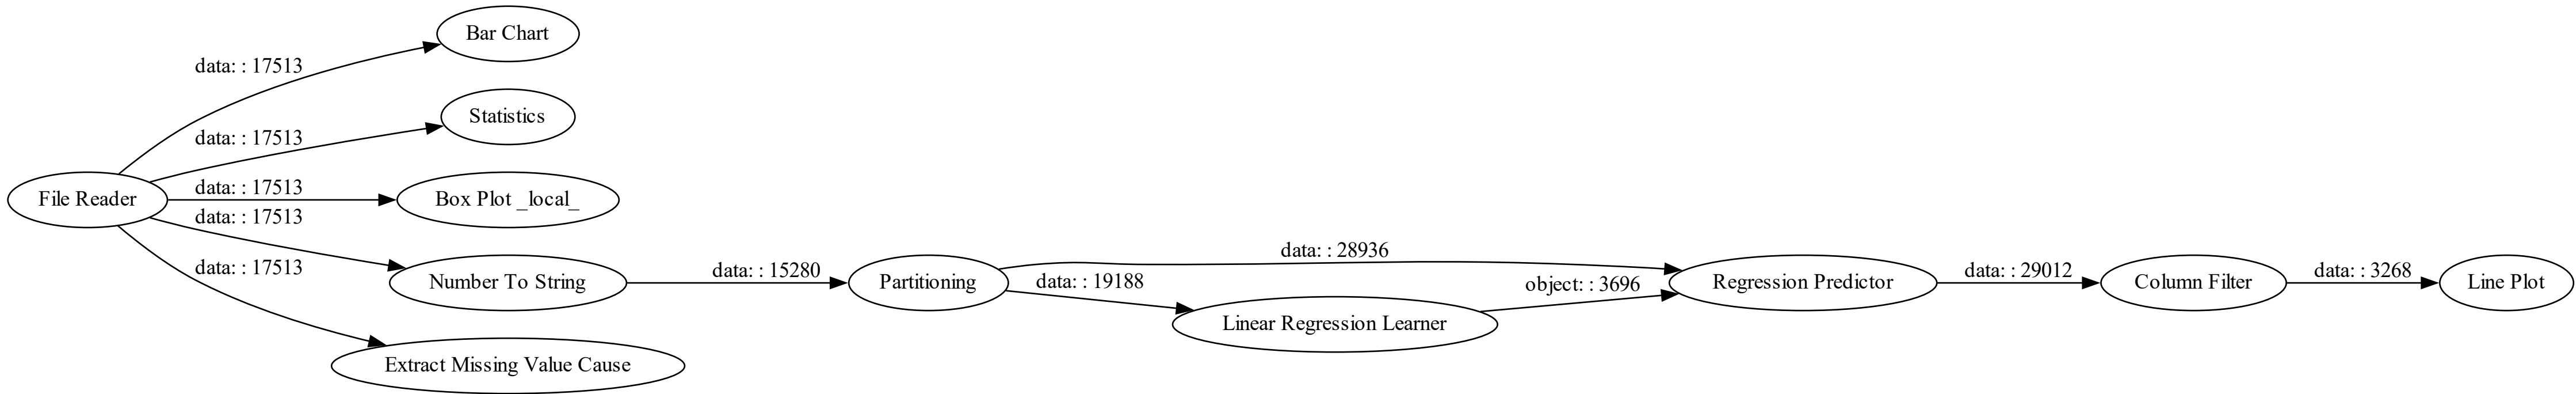 Bar Chart
data: : 17513
Statistics
data: : 17513
File Reader
data: : 17513
Box Plot _local_
data: : 17513
Number To String
data: : 15280
Partitioning
data: : 28936
Regression Predictor
data: : 29012
Column Filter
data: : 3268
Line Plot
data: : 19188
object: : 3696
Linear Regression Learner
data: : 17513
Extract Missing Value Cause